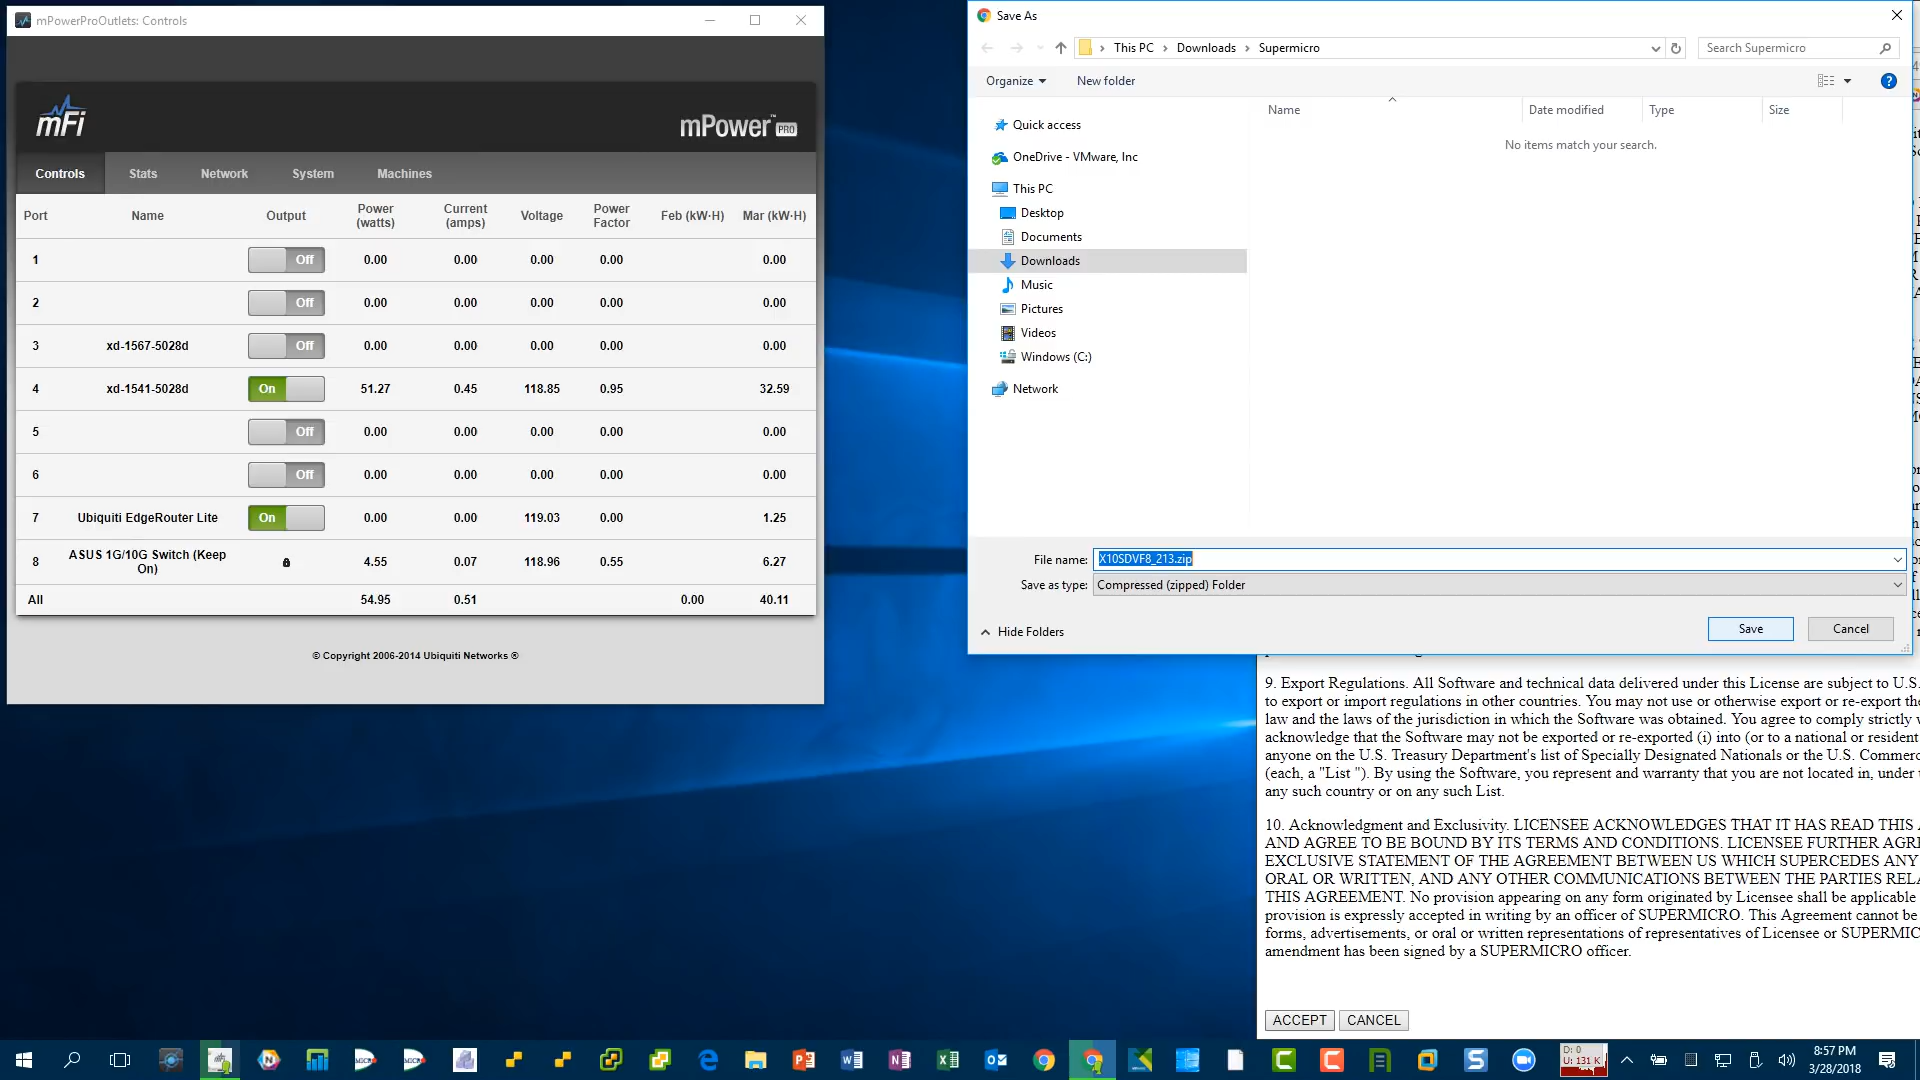 mPowerProOutlets: Controls
mFi
mPower™ PRO
Controls Stats Network System Machines
Port Name Output Power (watts) Current (amps) Voltage Power Factor Feb (kW·H) Mar (kW·H)
1 Off 0.00 0.00 0.00 0.00 0.00
2 Off 0.00 0.00 0.00 0.00 0.00
3 xd-1567-5028d Off 0.00 0.00 0.00 0.00 0.00
4 xd-1541-5028d On 51.27 0.45 118.85 0.95 32.59
5 Off 0.00 0.00 0.00 0.00 0.00
6 Off 0.00 0.00 0.00 0.00 0.00
7 Ubiquiti EdgeRouter Lite On 0.00 0.00 119.03 0.00 1.25
8 ASUS 1G/10G Switch (Keep On) 4.55 0.07 118.96 0.55 6.27
All 54.95 0.51 0.00 40.11
© Copyright 2006-2014 Ubiquiti Networks ®
Save As
This PC Downloads Supermicro
Search Supermicro
Organize New folder
Name Date modified Type Size
No items match your search.
Quick access
OneDrive - VMware, Inc
This PC
Desktop
Documents
Downloads
Music
Pictures
Videos
Windows (C:)
Network
File name: X10SDVF8_213.zip
Save as type: Compressed (zipped) Folder
Hide Folders
Save Cancel
9. Export Regulations. All Software and technical data delivered under this License are subject to U.S.
to export or import regulations in other countries. You may not use or otherwise export or re-export the
law and the laws of the jurisdiction in which the Software was obtained. You agree to comply strictly
acknowledge that the Software may not be exported or re-exported (i) into (or to a national or resident
anyone on the U.S. Treasury Department's list of Specially Designated Nationals or the U.S. Commerc
(each, a "List "). By using the Software, you represent and warranty that you are not located in, under
any such country or on any such List.
10. Acknowledgment and Exclusivity. LICENSEE ACKNOWLEDGES THAT IT HAS READ THIS
AND AGREE TO BE BOUND BY ITS TERMS AND CONDITIONS. LICENSEE FURTHER AGR
EXCLUSIVE STATEMENT OF THE AGREEMENT BETWEEN US WHICH SUPERCEDES ANY
ORAL OR WRITTEN, AND ANY OTHER COMMUNICATIONS BETWEEN THE PARTIES RELA
THIS AGREEMENT. No provision appearing on any form originated by Licensee shall be applicable
provision is expressly accepted in writing by an officer of SUPERMICRO. This Agreement cannot be
forms, advertisements, or oral or written representations of representatives of Licensee or SUPERMIC
amendment has been signed by a SUPERMICRO officer.
ACCEPT CANCEL
D: 0
U: 131 K
8:57 PM
3/28/2018